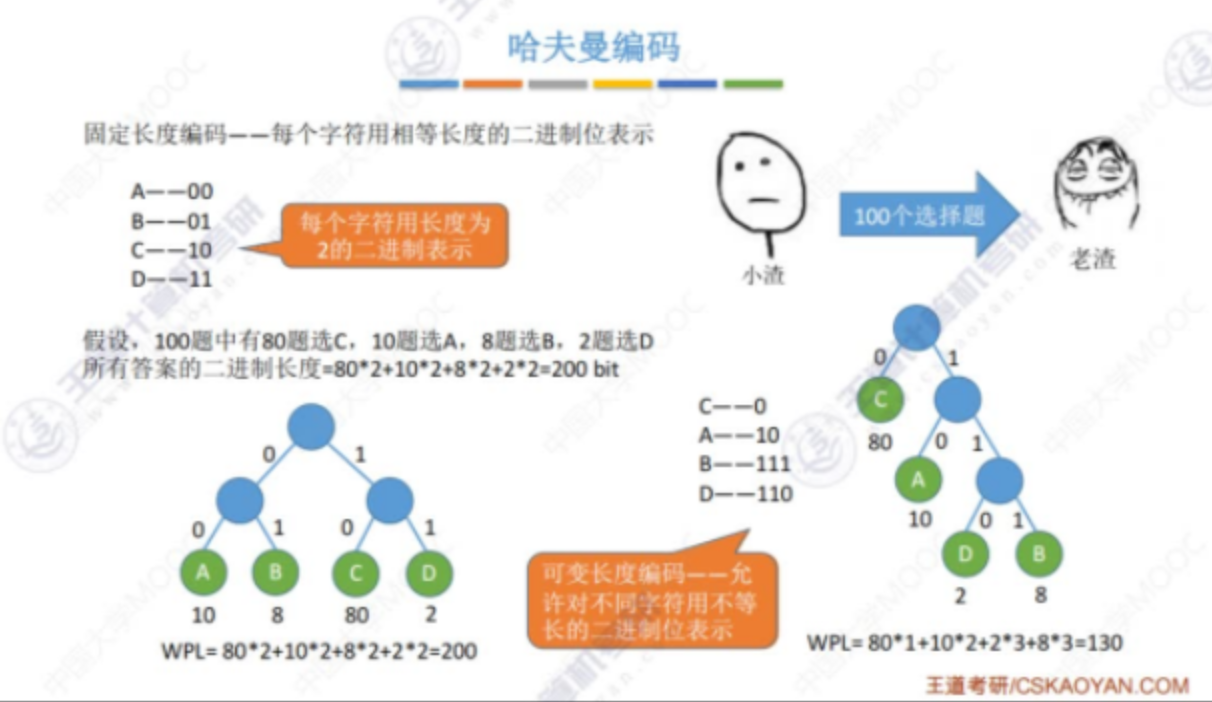 哈夫曼编码
固定长度编码——每个字符用相等长度的二进制位表示
A——00
B——01
C——10
D——11
每个字符用长度为
2的二进制表示
小渣
100个选择题
老渣
假设，100题中有80题选C，10题选A，8题选B，2题选D
所有答案的二进制长度=80*2+10*2+8*2+2*2=200 bit
0 1
0 1 0 1
A B C D
10 8 80 2
WPL= 80*2+10*2+8*2+2*2=200
C——0
A——10
B——111
D——110
可变长度编码——允
许对不同字符用不等
长的二进制位表示
0 1
C
80 0 1
A
10 0 1
D B
2 8
WPL= 80*1+10*2+2*3+8*3=130
王道考研/CSKAOYAN.COM
中国大学MOOC